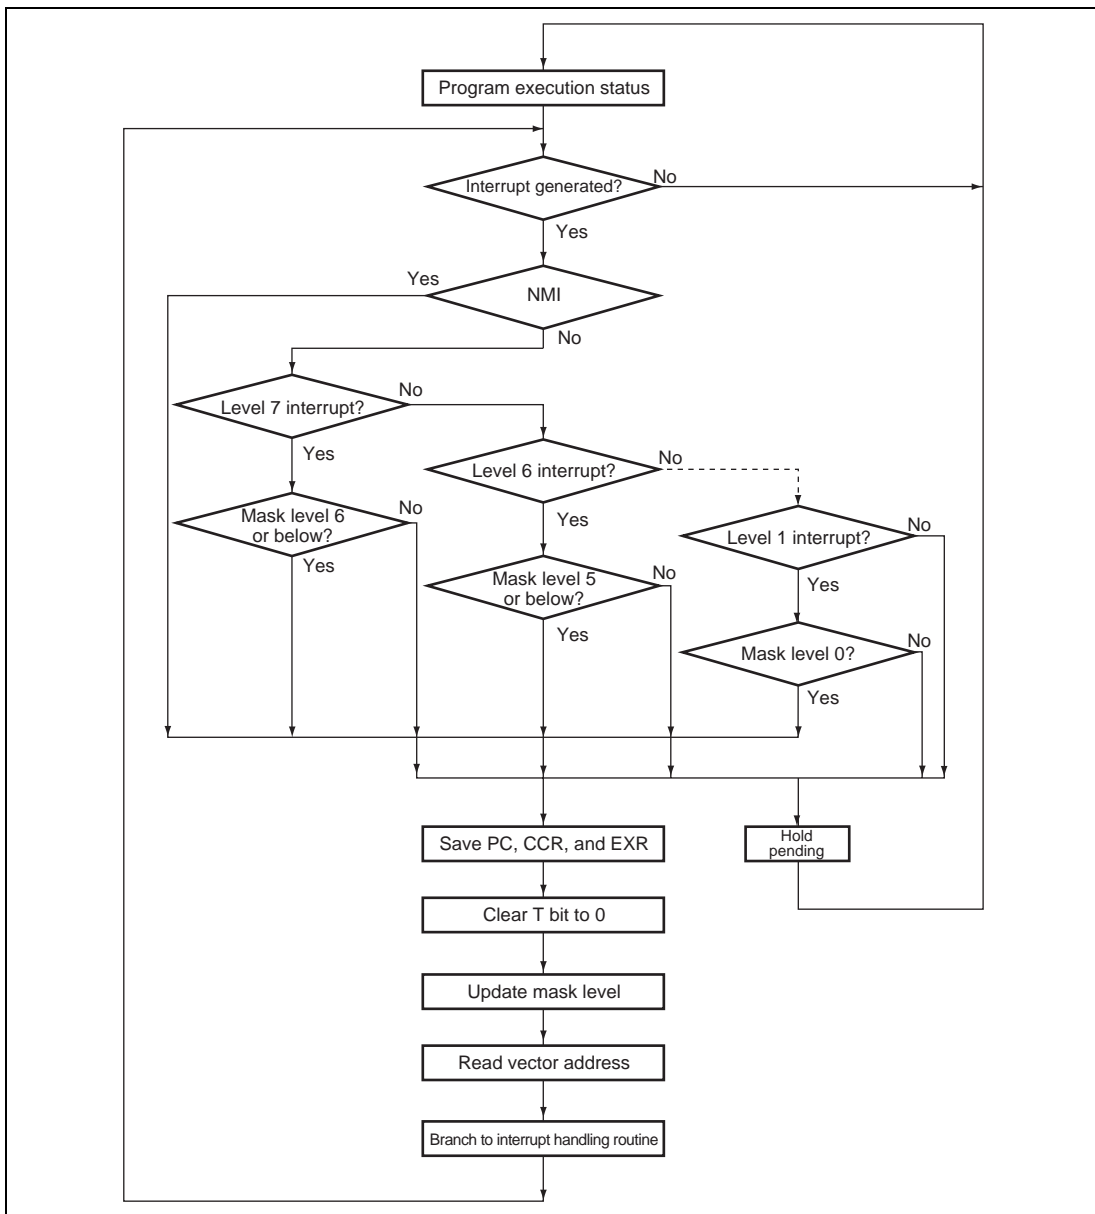 Program execution status
Interrupt generated?
No
Yes
Yes
NMI
No
Level 7 interrupt?
No
Yes
Level 6 interrupt?
No
Yes
Mask level 6
or below?
No
Yes
Level 1 interrupt?
No
Yes
Mask level 5
or below?
No
Yes
Mask level 0?
No
Yes
Save PC, CCR, and EXR
Hold
pending
Clear T bit to 0
Update mask level
Read vector address
Branch to interrupt handling routine